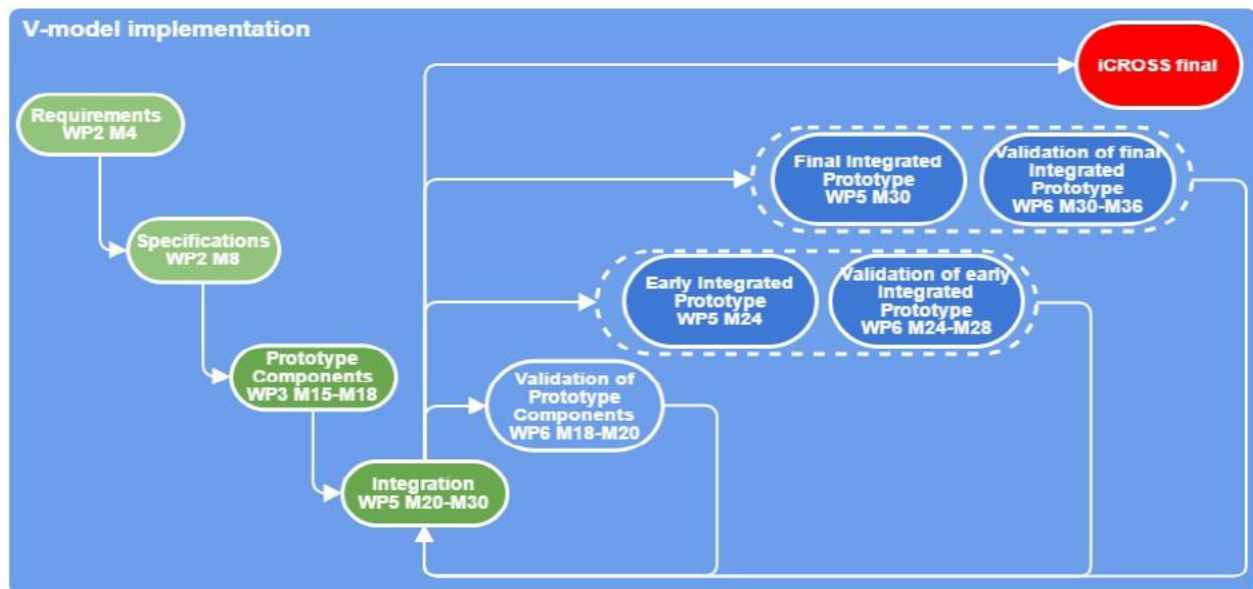 V-model implementation
iCROSS final
Requirements
WP2 M4
Final Integrated
Prototype
WP5 M30
Validation of final
Integrated
Prototype
WP6 M30-M36
Specifications
WP2 M8
Early Integrated
Prototype
WP5 M24
Validation of early
Integrated
Prototype
WP6 M24-M28
Prototype
Components
WP3 M15-M18
Validation of
Prototype
Components
WP6 M18-M20
Integration
WP5 M20-M30